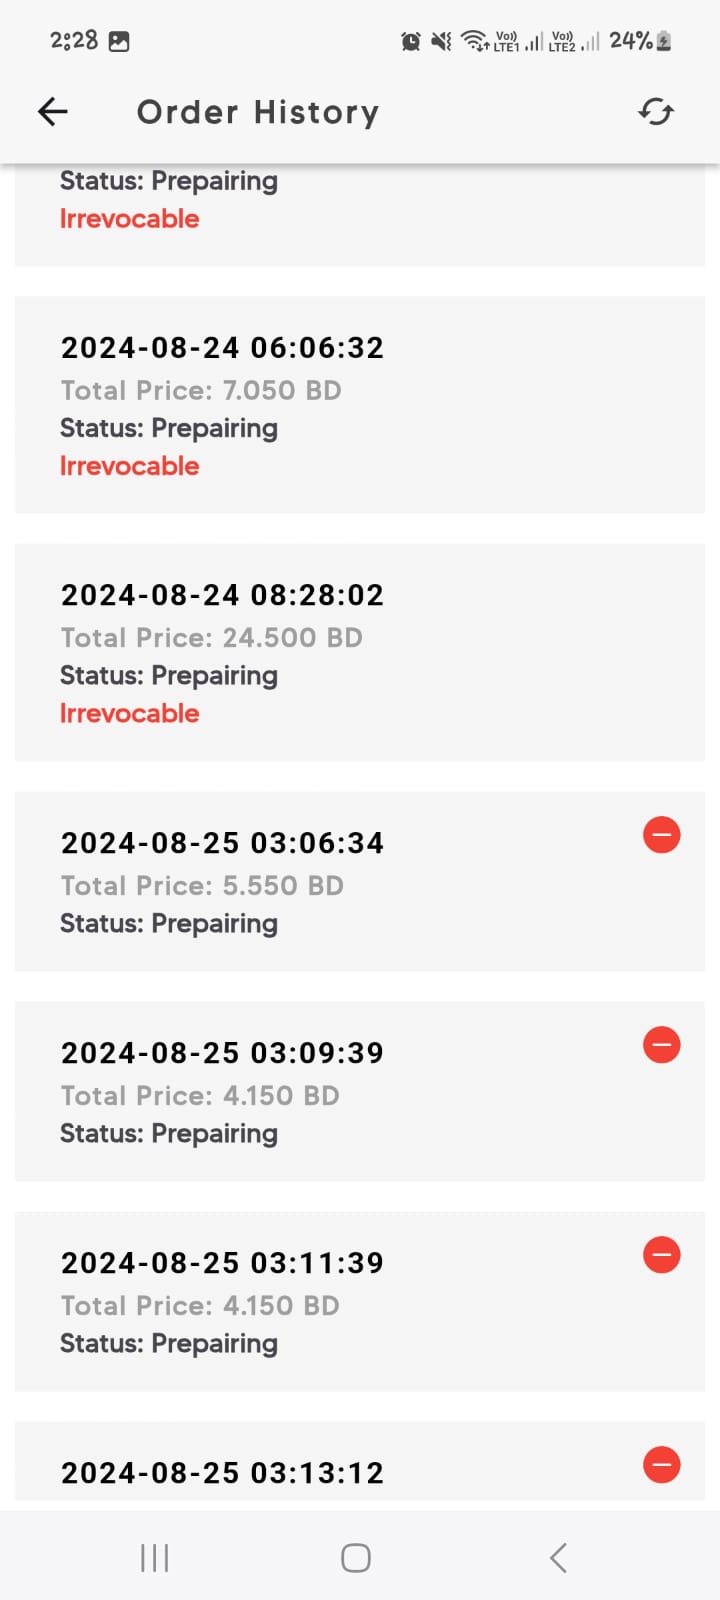 2:28
Vo)) LTE1
Vo)) LTE2
24%
Order History
Status: Prepairing
Irrevocable
2024-08-24 06:06:32
Total Price: 7.050 BD
Status: Prepairing
Irrevocable
2024-08-24 08:28:02
Total Price: 24.500 BD
Status: Prepairing
Irrevocable
2024-08-25 03:06:34
Total Price: 5.550 BD
Status: Prepairing
2024-08-25 03:09:39
Total Price: 4.150 BD
Status: Prepairing
2024-08-25 03:11:39
Total Price: 4.150 BD
Status: Prepairing
2024-08-25 03:13:12